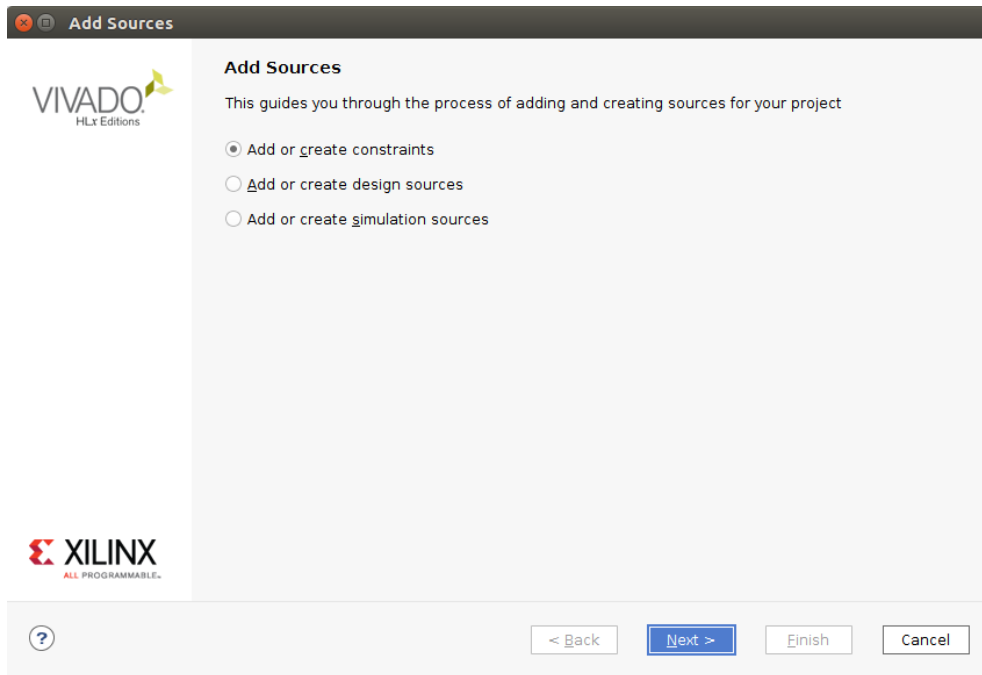 Add Sources
VIVADO.
HLx Editions
Add Sources
This guides you through the process of adding and creating sources for your project
Add or create constraints
Add or create design sources
Add or create simulation sources
XILINX
ALL PROGRAMMABLE™
?
< Back
Next >
Finish
Cancel